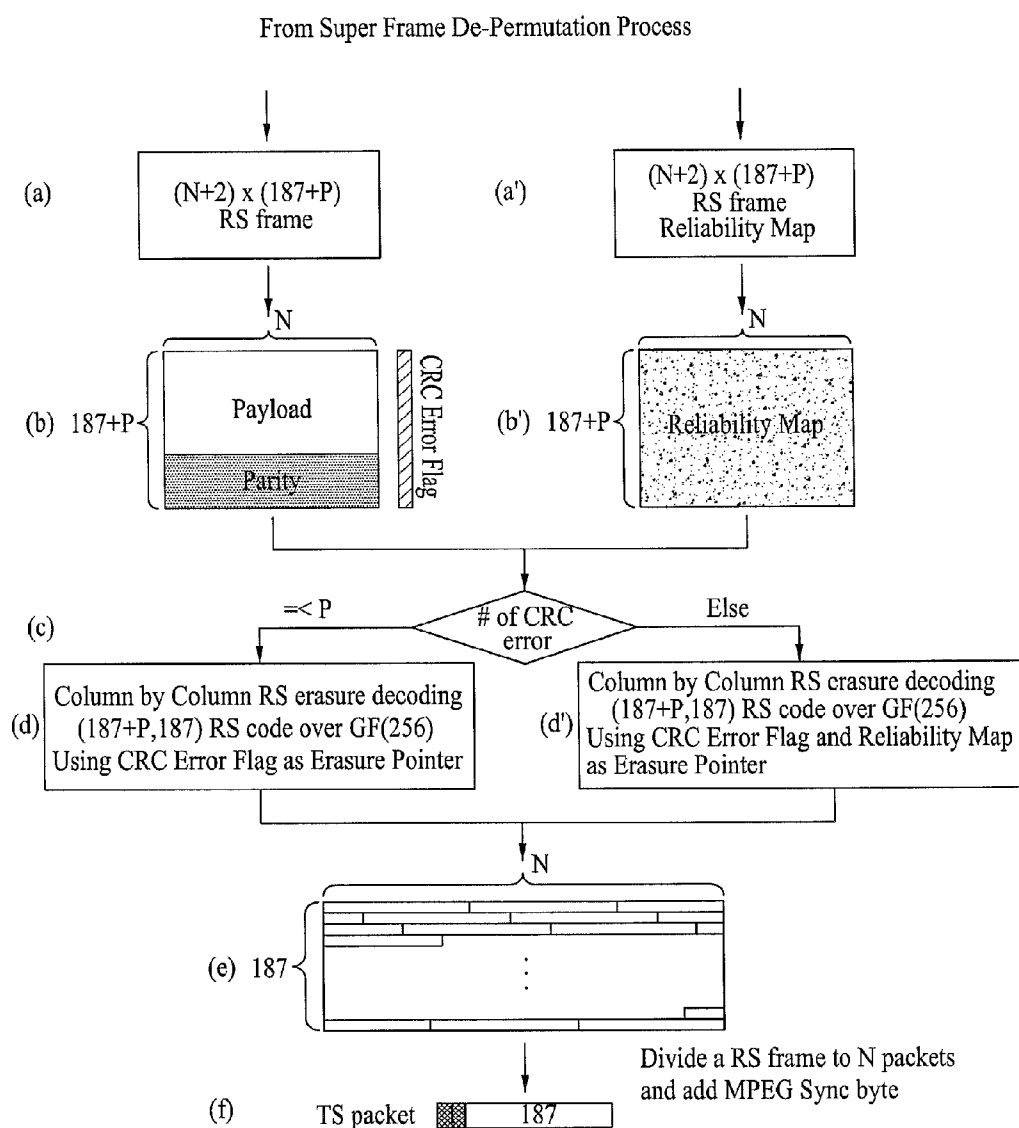 From Super Frame De-Permutation Process
(a)
(N+2) x (187+P)
RS frame
(a')
(N+2) x (187+P)
RS frame
Reliability Map
N
N
(b)
187+P
Payload
Parity
CRC Error Flag
(b')
187+P
Reliability Map
(c)
=< P
# of CRC
error
Else
(d)
Column by Column RS erasure decoding
(187+P,187) RS code over GF(256)
Using CRC Error Flag as Erasure Pointer
(d')
Column by Column RS erasure decoding
(187+P,187) RS code over GF(256)
Using CRC Error Flag and Reliability Map
as Erasure Pointer
N
(e)
187
Divide a RS frame to N packets
and add MPEG Sync byte
(f)
TS packet
187